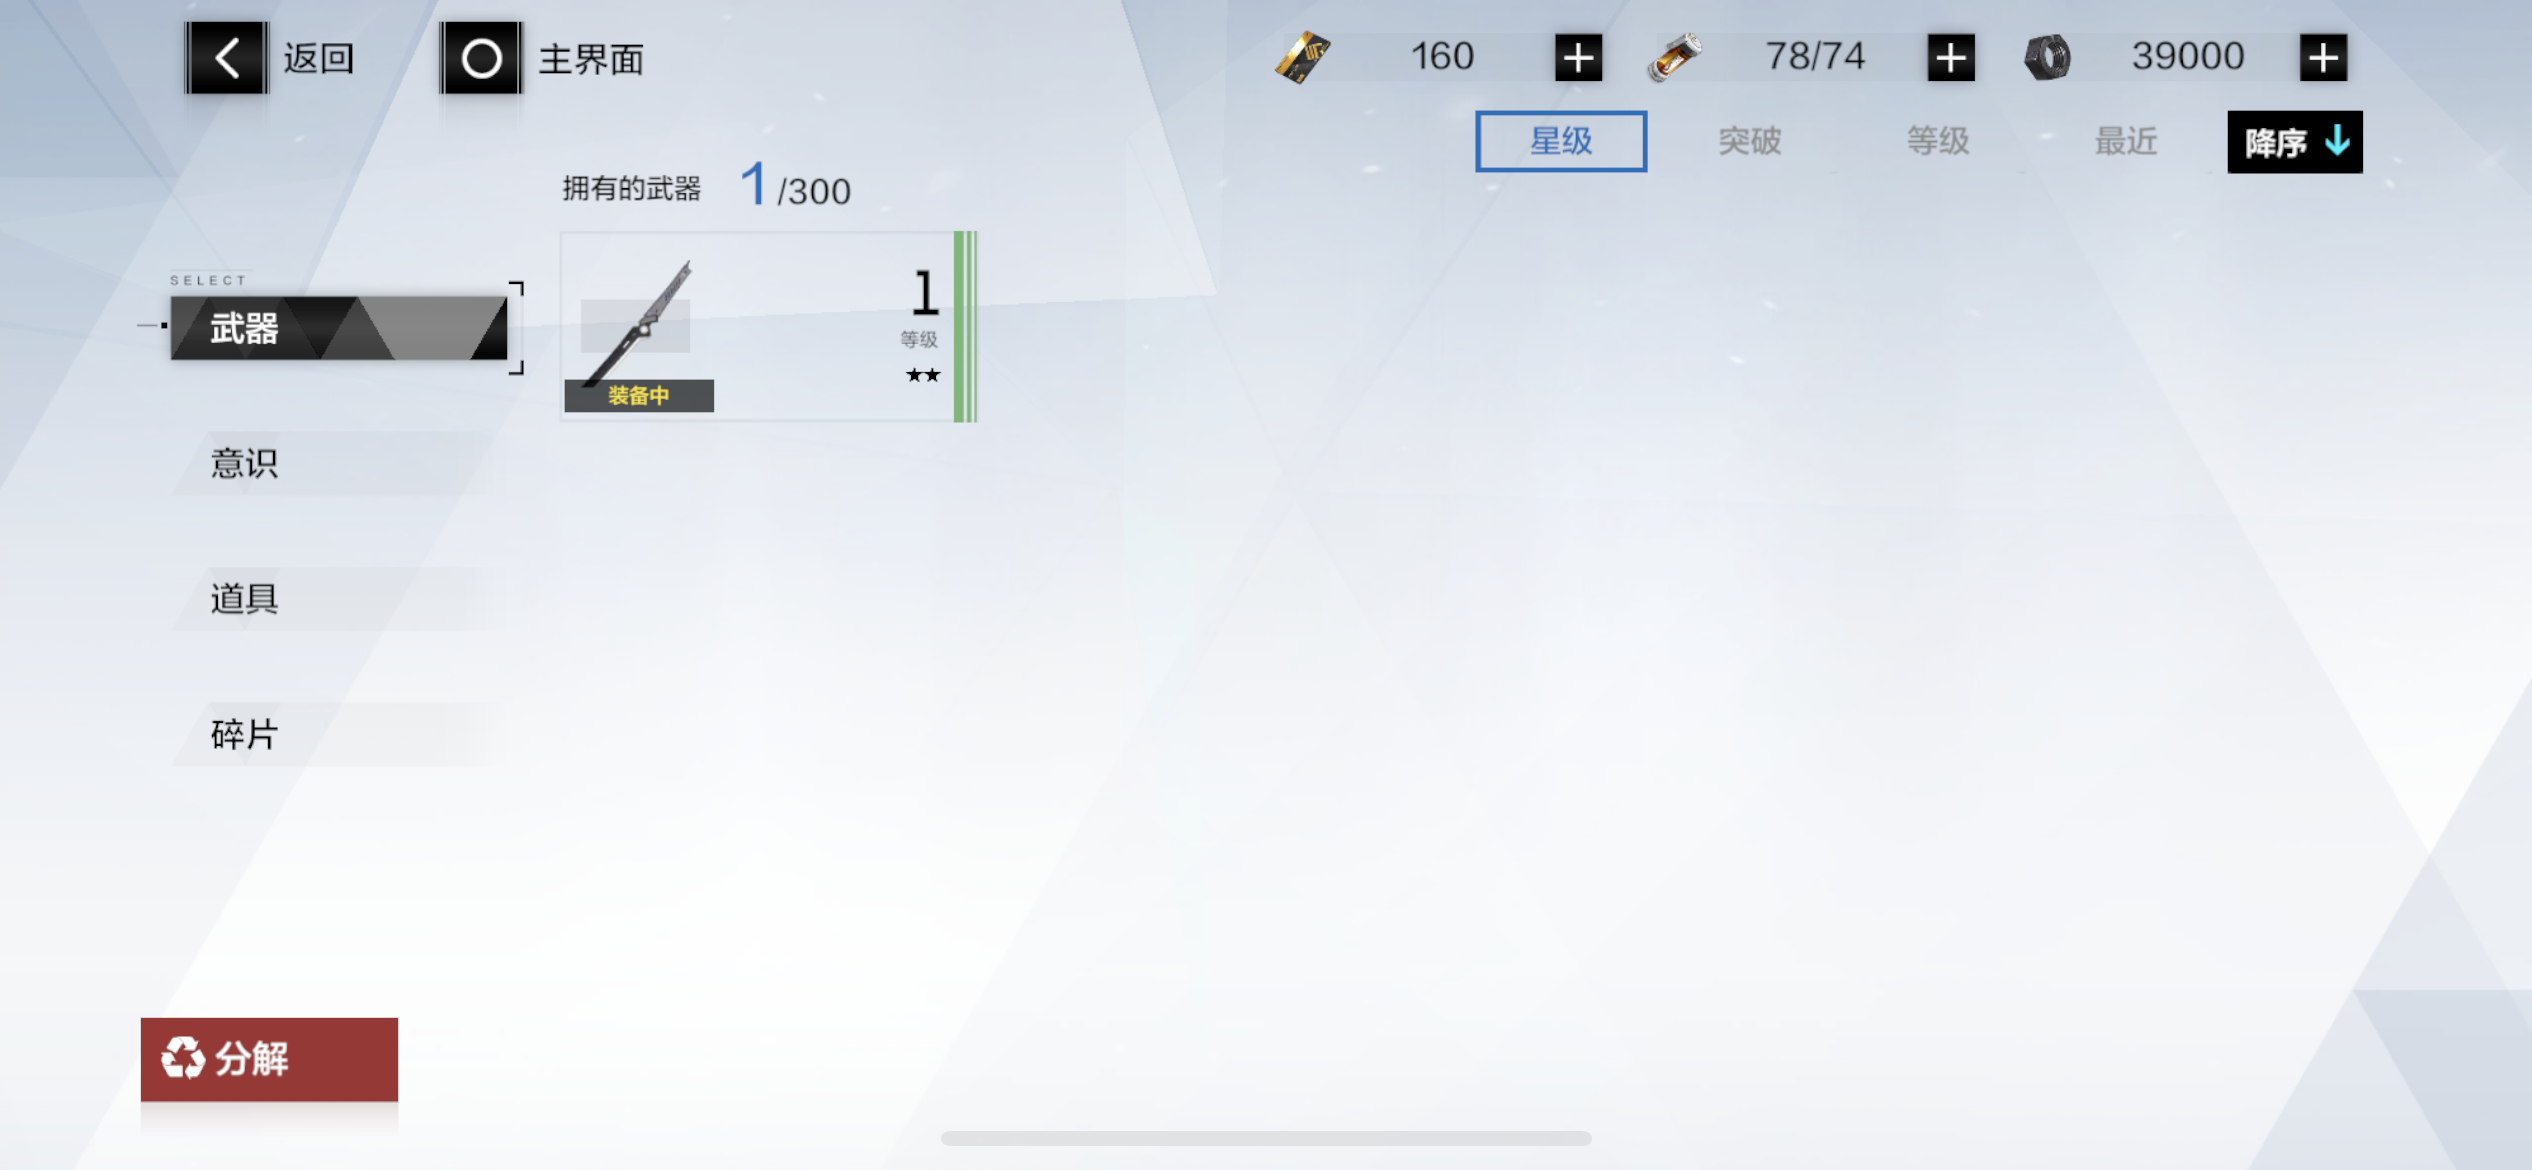 返回 主界面 160 78/74 39000
星级 突破 等级 最近 降序
拥有的武器 1/300
SELECT
武器
1
等级
★★
装备中
意识
道具
碎片
分解